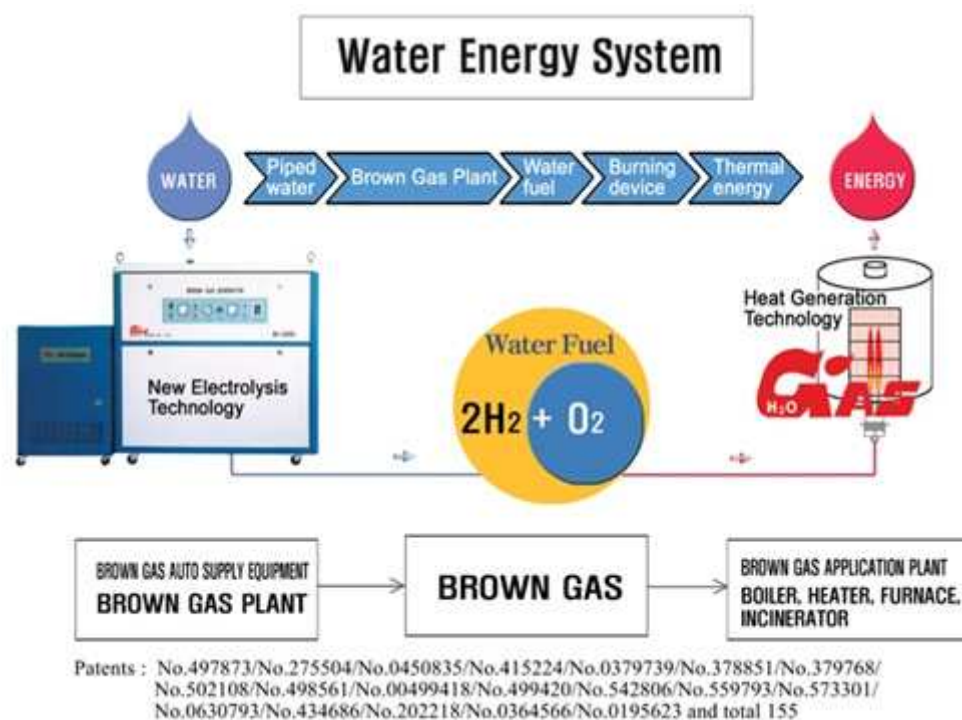 Water Energy System
WATER
Piped
water
Brown Gas Plant
Water
fuel
Burning
device
Thermal
energy
ENERGY
New Electrolysis
Technology
Water Fuel
2H2 + O2
Heat Generation
Technology
GAS
H2O
BROWN GAS AUTO SUPPLY EQUIPMENT
BROWN GAS PLANT
BROWN GAS
BROWN GAS APPLICATION PLANT
BOILER, HEATER, FURNACE,
INCINERATOR
Patents : No.497873/No.275504/No.0450835/No.415224/No.0379739/No.378851/No.379768/
No.502108/No.498561/No.00499418/No.499420/No.542806/No.559793/No.573301/
No.0630793/No.434686/No.202218/No.0364566/No.0195623 and total 155